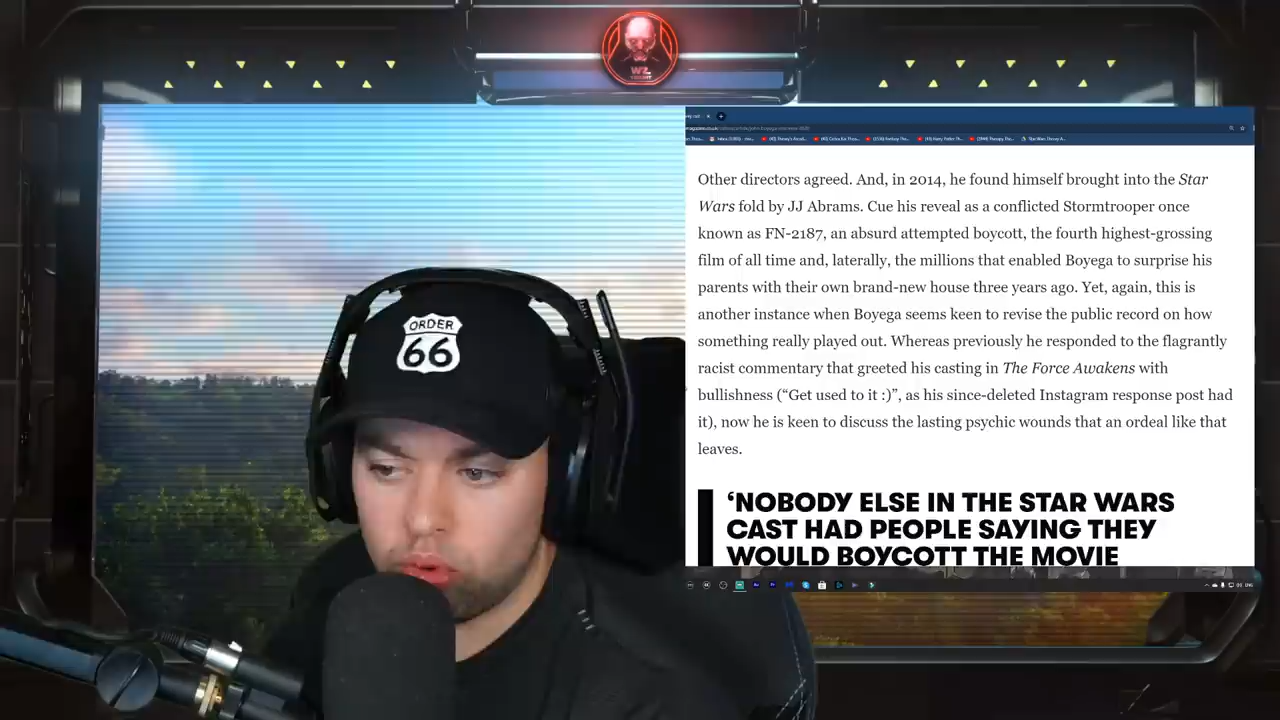 WZ
ORDER
66
Other directors agreed. And, in 2014, he found himself brought into the Star
Wars fold by JJ Abrams. Cue his reveal as a conflicted Stormtrooper once
known as FN-2187, an absurd attempted boycott, the fourth highest-grossing
film of all time and, laterally, the millions that enabled Boyega to surprise his
parents with their own brand-new house three years ago. Yet, again, this is
another instance when Boyega seems keen to revise the public record on how
something really played out. Whereas previously he responded to the flagrantly
racist commentary that greeted his casting in The Force Awakens with
bullishness (“Get used to it :)”, as his since-deleted Instagram response post had
it), now he is keen to discuss the lasting psychic wounds that an ordeal like that
leaves.
‘NOBODY ELSE IN THE STAR WARS
CAST HAD PEOPLE SAYING THEY
WOULD BOYCOTT THE MOVIE